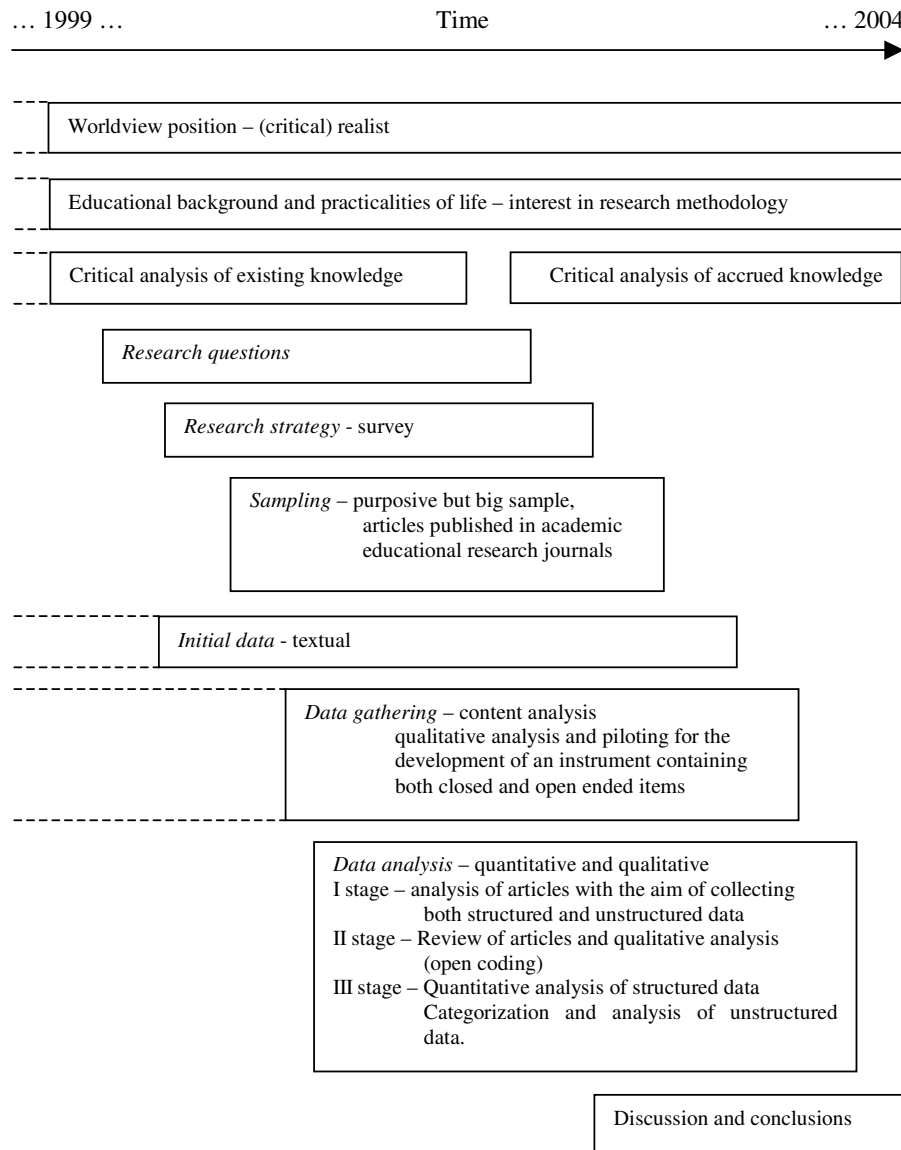 … 1999 … Time … 2004
Worldview position – (critical) realist
Educational background and practicalities of life – interest in research methodology
Critical analysis of existing knowledge
Critical analysis of accrued knowledge
Research questions
Research strategy - survey
Sampling – purposive but big sample,
articles published in academic
educational research journals
Initial data - textual
Data gathering – content analysis
qualitative analysis and piloting for the
development of an instrument containing
both closed and open ended items
Data analysis – quantitative and qualitative
I stage – analysis of articles with the aim of collecting
both structured and unstructured data
II stage – Review of articles and qualitative analysis
(open coding)
III stage – Quantitative analysis of structured data
Categorization and analysis of unstructured
data.
Discussion and conclusions